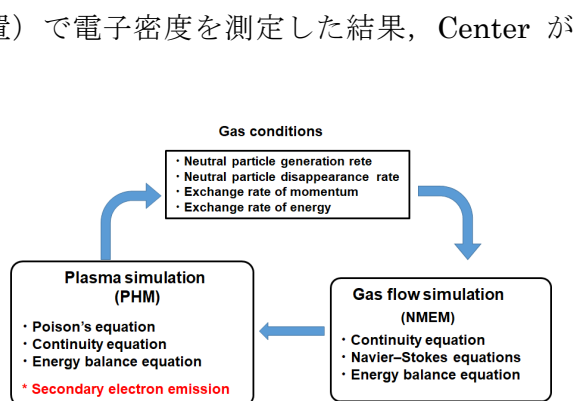 置）で電子密度を測定した結果，Center が
Gas conditions
・Neutral particle generation rete
・Neutral particle disappearance rate
・Exchange rate of momentum
・Exchange rate of energy
Plasma simulation
(PHM)
・Poison's equation
・Continuity equation
・Energy balance equation
* Secondary electron emission
Gas flow simulation
(NMEM)
・Continuity equation
・Navier–Stokes equations
・Energy balance equation